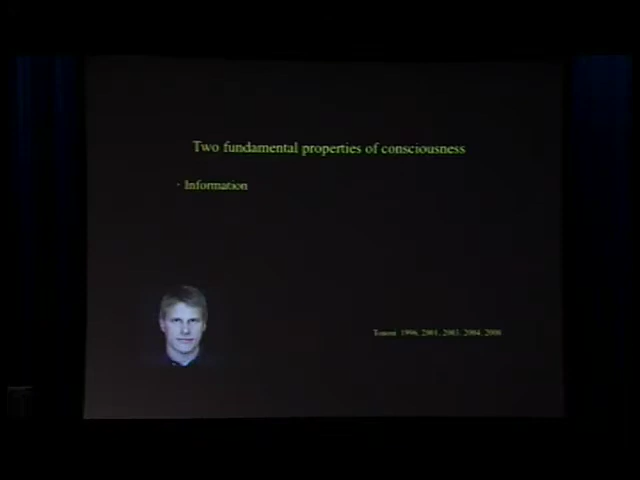 Two fundamental properties of consciousness
· Information
Tononi 1996, 2001, 2003, 2004, 2008